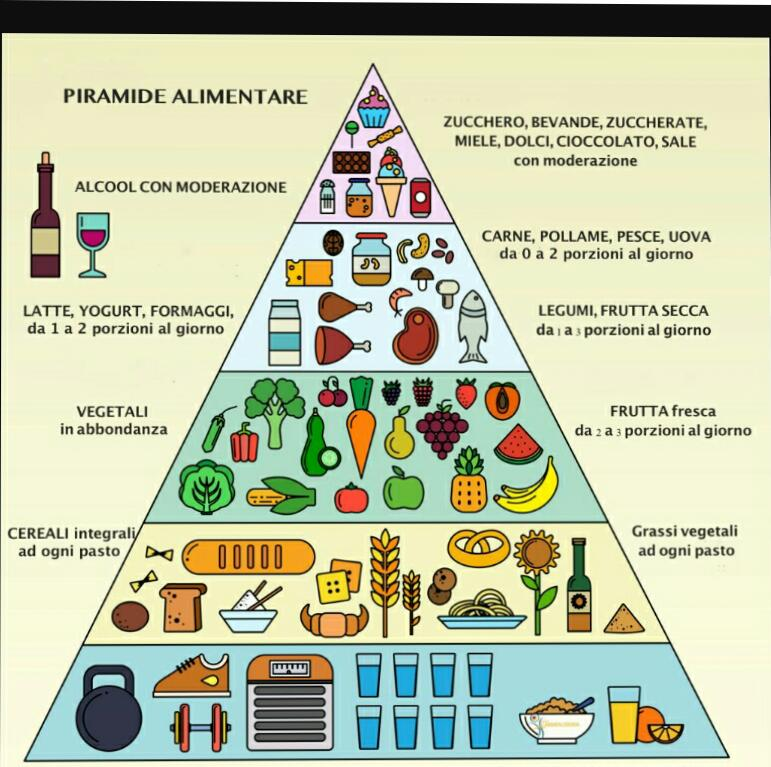 PIRAMIDE ALIMENTARE
ZUCCHERO, BEVANDE, ZUCCHERATE,
MIELE, DOLCI, CIOCCOLATO, SALE
con moderazione
ALCOOL CON MODERAZIONE
CARNE, POLLAME, PESCE, UOVA
da 0 a 2 porzioni al giorno
LATTE, YOGURT, FORMAGGI,
da 1 a 2 porzioni al giorno
LEGUMI, FRUTTA SECCA
da 1 a 3 porzioni al giorno
VEGETALI
in abbondanza
FRUTTA fresca
da 2 a 3 porzioni al giorno
CEREALI integrali
ad ogni pasto
Grassi vegetali
ad ogni pasto